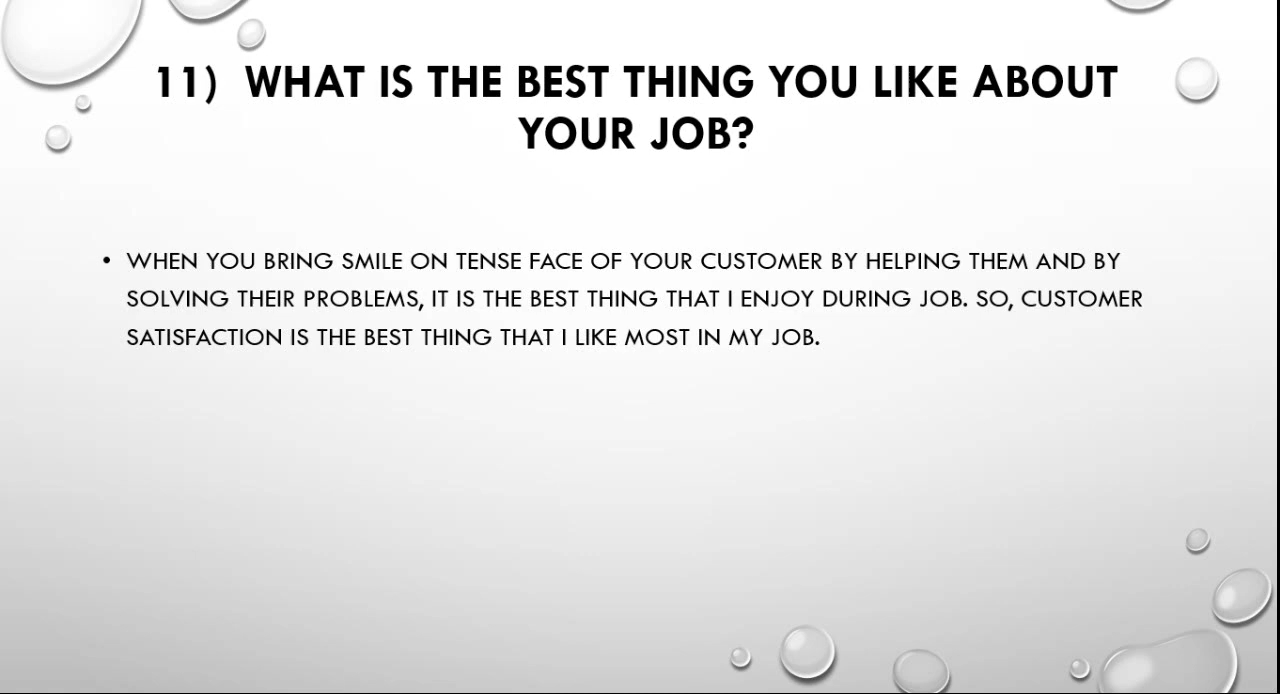 11) WHAT IS THE BEST THING YOU LIKE ABOUT
YOUR JOB?
• WHEN YOU BRING SMILE ON TENSE FACE OF YOUR CUSTOMER BY HELPING THEM AND BY
SOLVING THEIR PROBLEMS, IT IS THE BEST THING THAT I ENJOY DURING JOB. SO, CUSTOMER
SATISFACTION IS THE BEST THING THAT I LIKE MOST IN MY JOB.